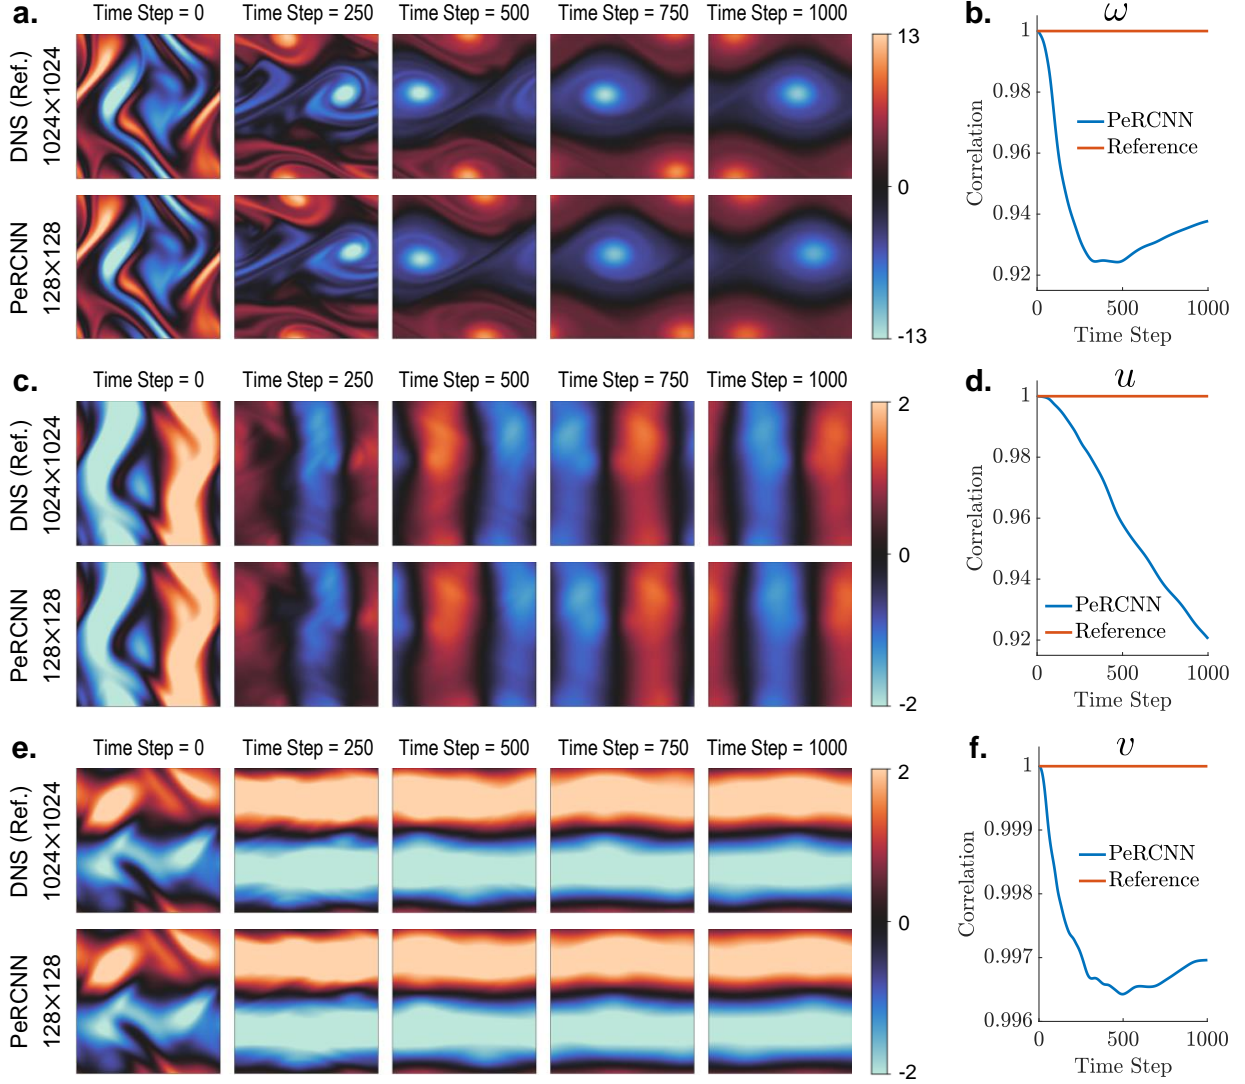 a.
Time Step = 0
Time Step = 250
Time Step = 500
Time Step = 750
Time Step = 1000
DNS (Ref.)
1024×1024
PeRCNN
128×128
13
0
-13
b.
ω
1
0.98
0.96
0.94
0.92
Correlation
PeRCNN
Reference
0
500
1000
Time Step
c.
Time Step = 0
Time Step = 250
Time Step = 500
Time Step = 750
Time Step = 1000
DNS (Ref.)
1024×1024
PeRCNN
128×128
2
0
-2
d.
u
1
0.98
0.96
0.94
0.92
Correlation
PeRCNN
Reference
0
500
1000
Time Step
e.
Time Step = 0
Time Step = 250
Time Step = 500
Time Step = 750
Time Step = 1000
DNS (Ref.)
1024×1024
PeRCNN
128×128
2
0
-2
f.
v
1
0.999
0.998
0.997
0.996
Correlation
PeRCNN
Reference
0
500
1000
Time Step